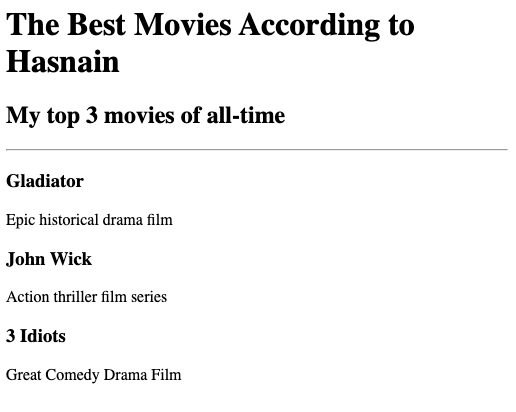 The Best Movies According to
Hasnain
My top 3 movies of all-time
Gladiator
Epic historical drama film
John Wick
Action thriller film series
3 Idiots
Great Comedy Drama Film